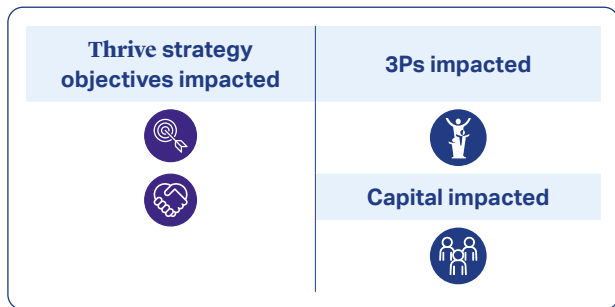 Thrive strategy
objectives impacted
3Ps impacted
Capital impacted